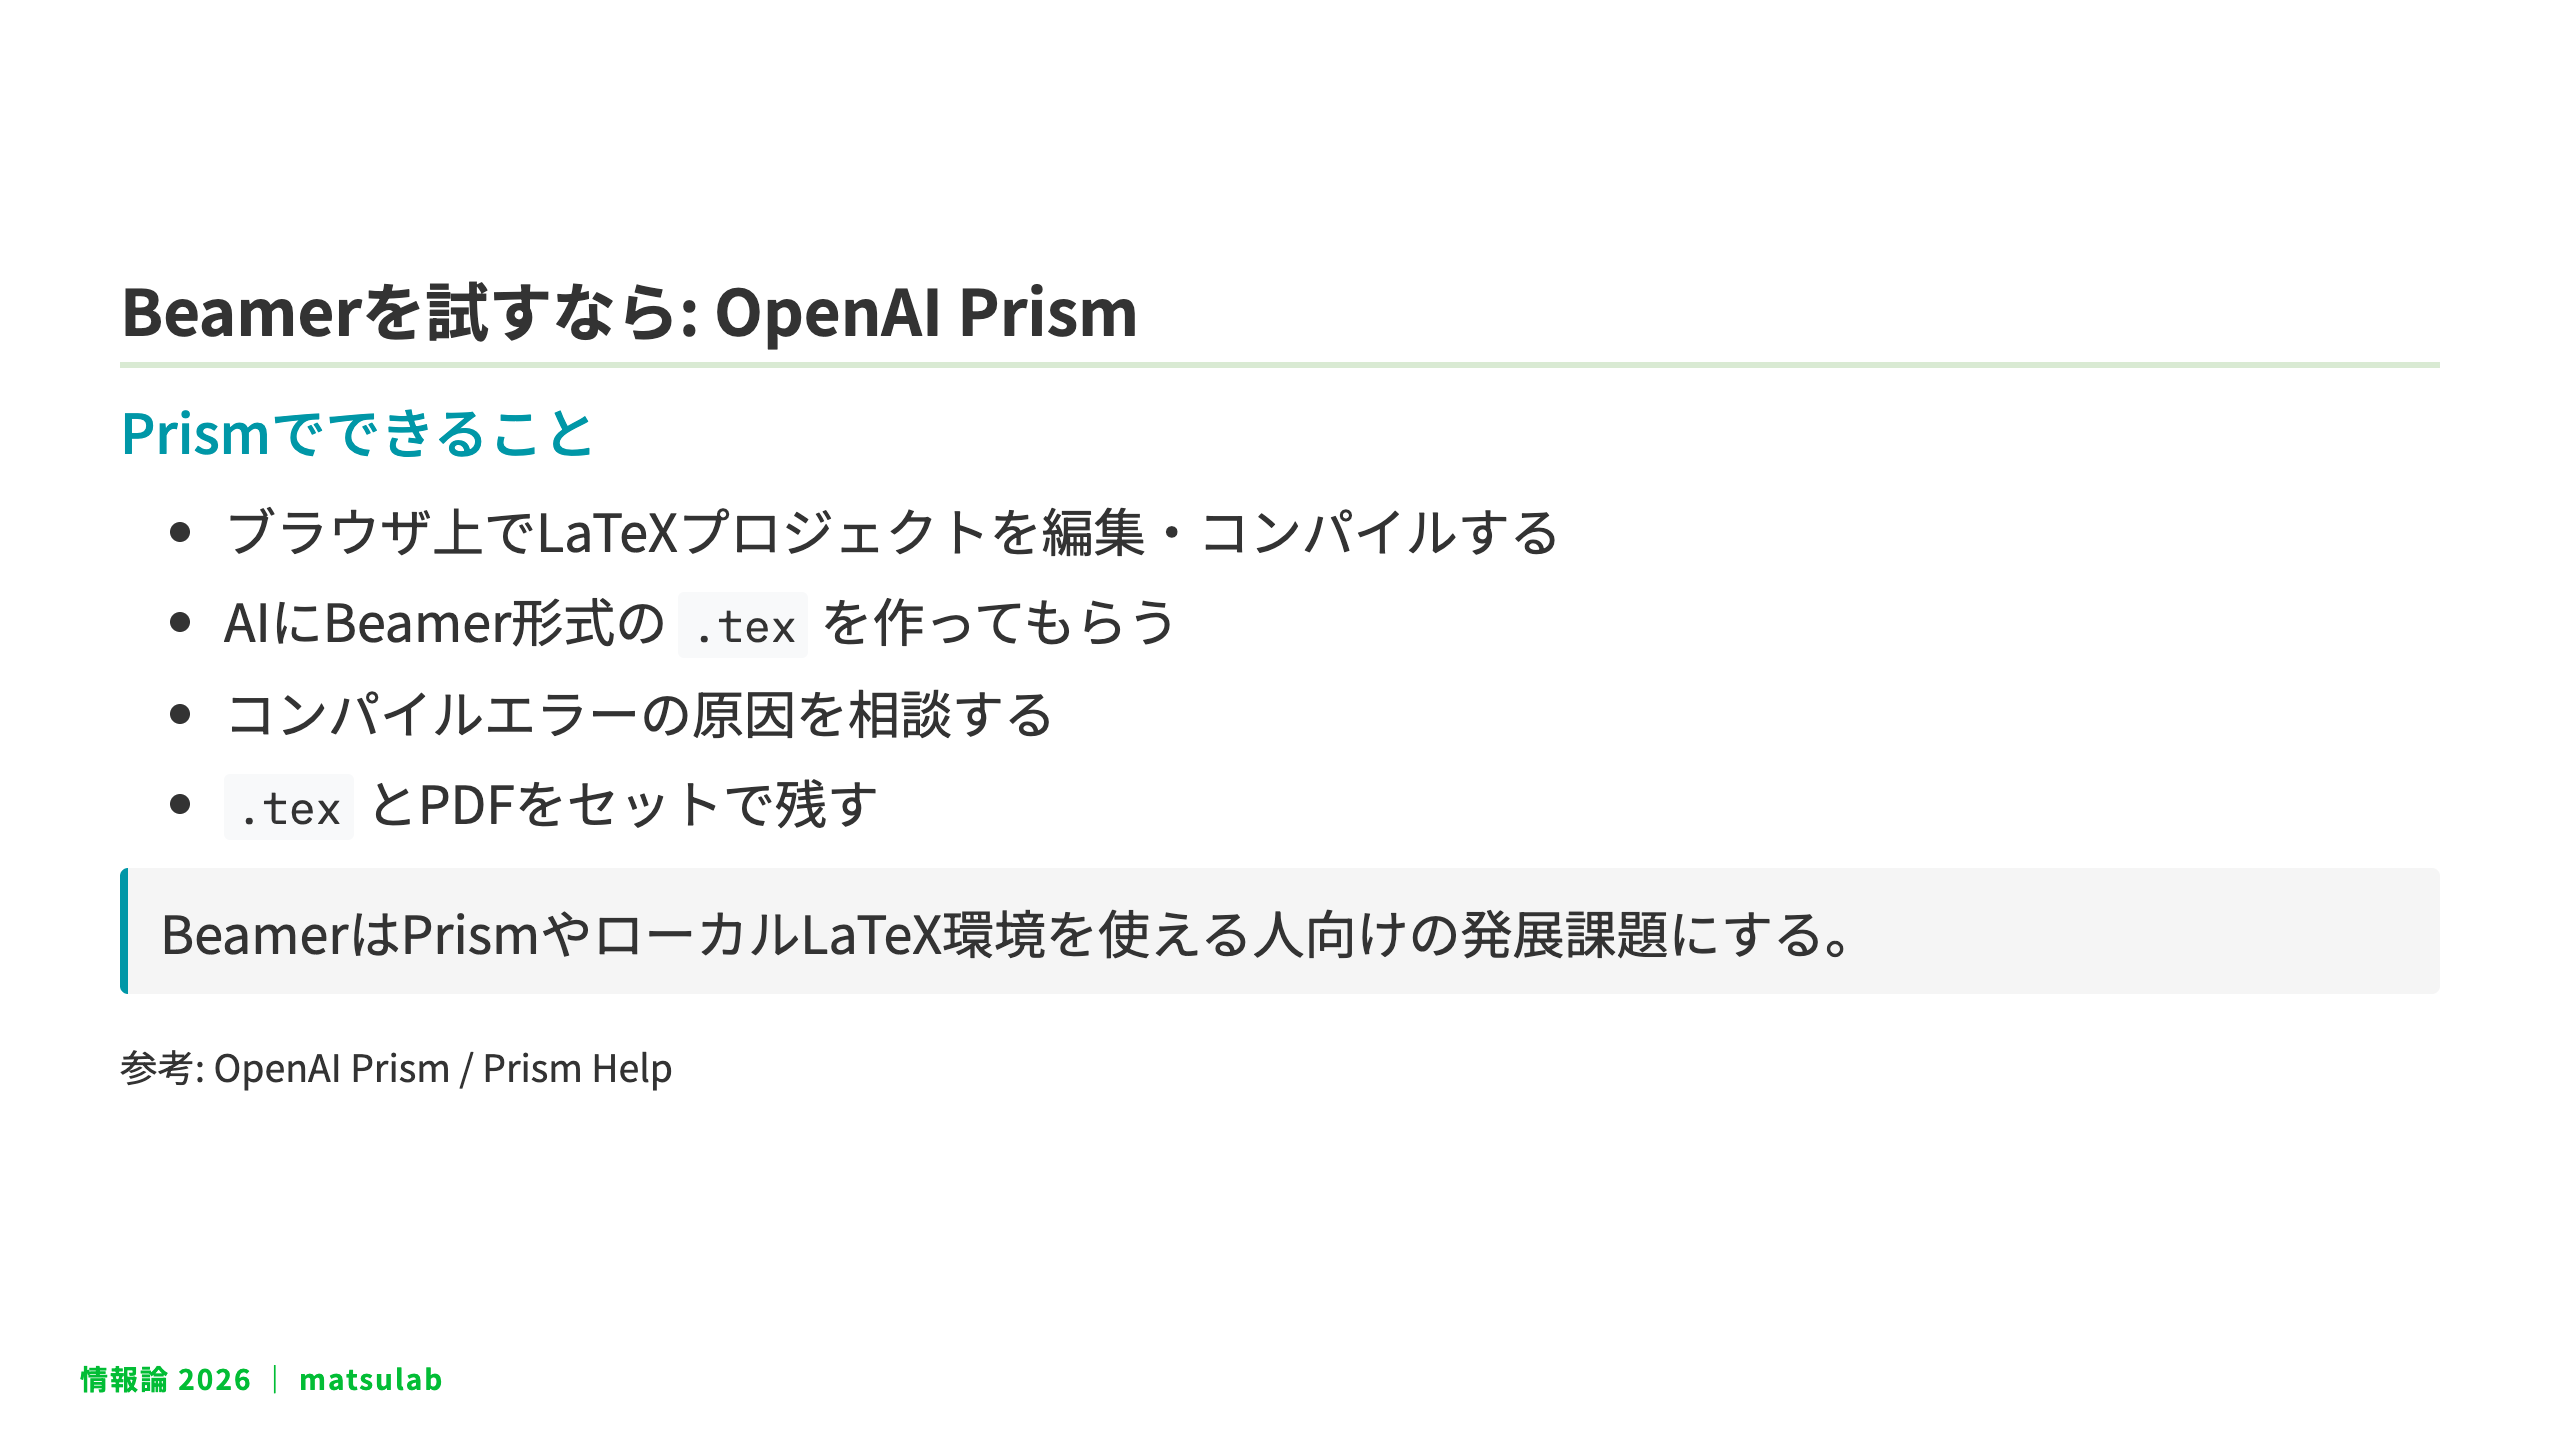 Beamerを試すなら: OpenAI Prism
Prismでできること
• ブラウザ上でLaTeXプロジェクトを編集・コンパイルする
• AIにBeamer形式の .tex を作ってもらう
• コンパイルエラーの原因を相談する
• .tex とPDFをセットで残す
BeamerはPrismやローカルLaTeX環境を使える人向けの発展課題にする。
参考: OpenAI Prism / Prism Help
情報論 2026 | matsulab